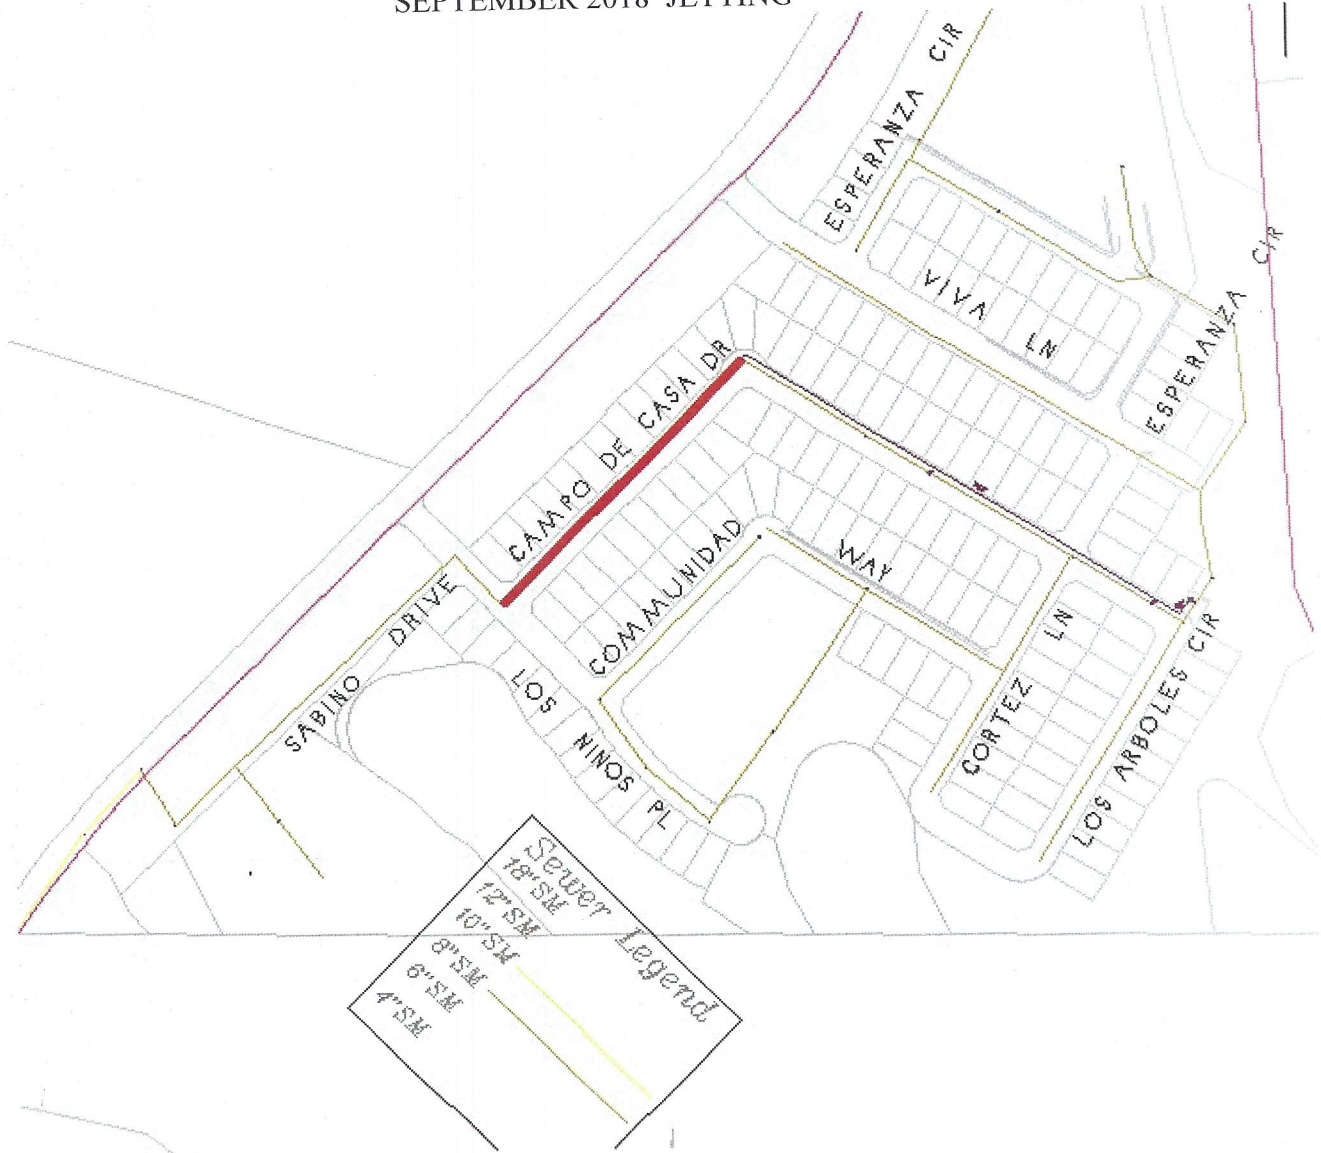 SEPTEMBER 2018 JETTING
ESPERANZA CIR
VIVA LN
ESPERANZA CIR
CAMPO DE CASA DR
COMMUNIDAD WAY
SABINO DRIVE
LOS NINOS PL
CORTEZ LN
LOS ARBOLES CIR
Sewer Legend
18"SM
12"SM
10"SM
8"SM
6"SM
4"SM